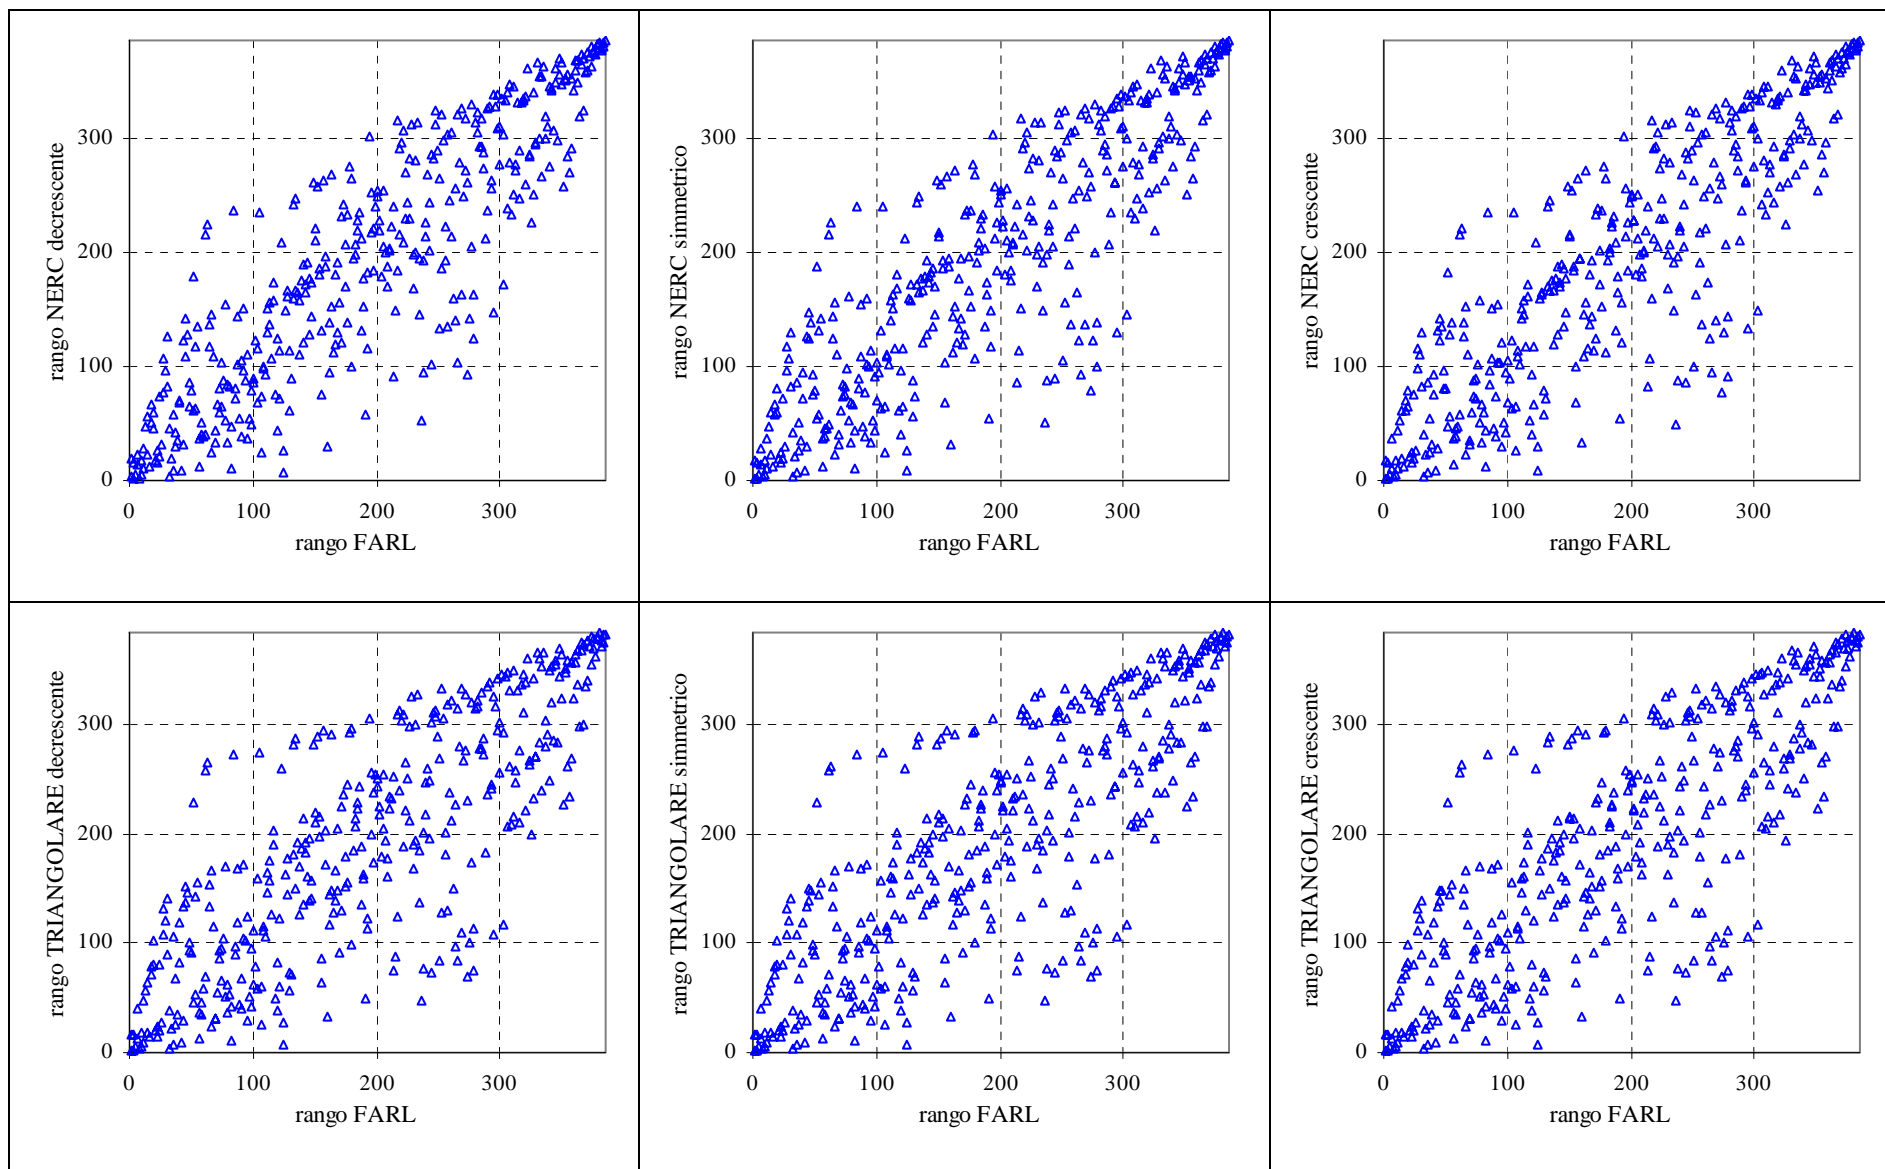 rango NERC decrescente
300
200
100
0
0 100 200 300
rango FARL
rango NERC simmetrico
300
200
100
0
0 100 200 300
rango FARL
rango NERC crescente
300
200
100
0
0 100 200 300
rango FARL
rango TRIANGOLARE decrescente
300
200
100
0
0 100 200 300
rango FARL
rango TRIANGOLARE simmetrico
300
200
100
0
0 100 200 300
rango FARL
rango TRIANGOLARE crescente
300
200
100
0
0 100 200 300
rango FARL